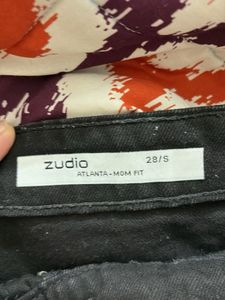 zudio 28/S
ATLANTA - MOM FIT